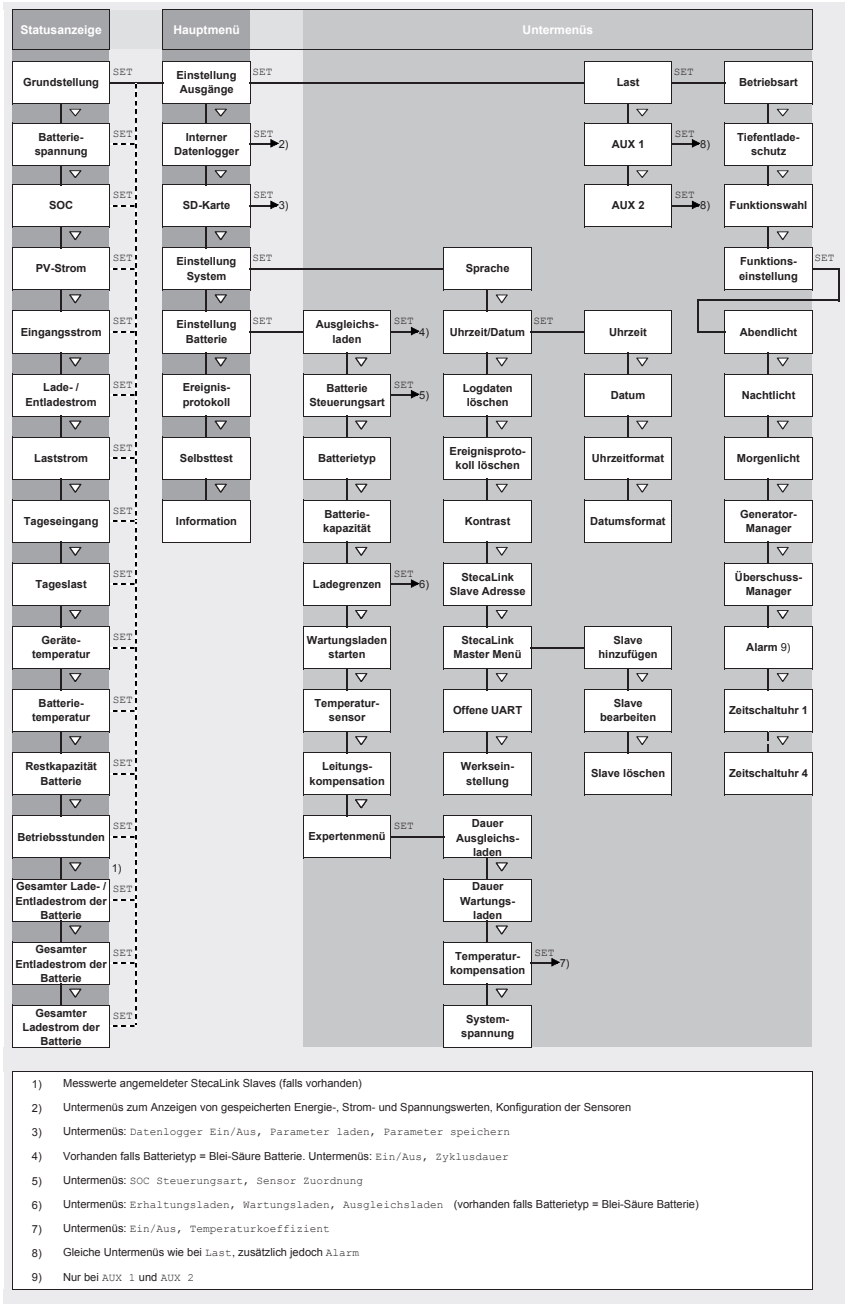 Statusanzeige
Hauptmenü
Untermenüs
Grundstellung
SET
Einstellung
Ausgänge
SET
Last
SET
Betriebsart
Batterie-
spannung
SET
Interner
Datenlogger
SET
2)
AUX 1
SET
8)
Tiefentlade-
schutz
SOC
SET
SD-Karte
SET
3)
AUX 2
SET
8)
Funktionswahl
PV-Strom
SET
Einstellung
System
SET
Sprache
Funktions-
einstellung
SET
Eingangsstrom
SET
Einstellung
Batterie
SET
Ausgleichs-
laden
SET
4)
Uhrzeit/Datum
SET
Uhrzeit
Abendlicht
Lade- /
Entladestrom
SET
Ereignis-
protokoll
Batterie
Steuerungsart
SET
5)
Logdaten
löschen
Datum
Nachtlicht
Laststrom
SET
Selbsttest
Batterietyp
Ereignisproto-
koll löschen
Uhrzeitformat
Morgenlicht
Tageseingang
SET
Information
Batterie-
kapazität
Kontrast
Datumsformat
Generator-
Manager
Tageslast
SET
Ladegrenzen
SET
6)
StecaLink
Slave Adresse
Überschuss-
Manager
Geräte-
temperatur
SET
Wartungsladen
starten
StecaLink
Master Menü
Slave
hinzufügen
Alarm 9)
Batterie-
temperatur
SET
Temperatur-
sensor
Offene UART
Slave
bearbeiten
Zeitschaltuhr 1
Restkapazität
Batterie
SET
Leitungs-
kompensation
Werksein-
stellung
Slave löschen
Zeitschaltuhr 4
Betriebsstunden
SET
Expertenmenü
SET
Dauer
Ausgleichs-
laden
1)
Gesamter Lade- /
Entladestrom der
Batterie
SET
Dauer
Wartungs-
laden
Gesamter
Entladestrom der
Batterie
SET
Temperatur-
kompensation
SET
7)
Gesamter
Ladestrom der
Batterie
SET
System-
spannung
1) Messwerte angemeldeter StecaLink Slaves (falls vorhanden)
2) Untermenüs zum Anzeigen von gespeicherten Energie-, Strom- und Spannungswerten, Konfiguration der Sensoren
3) Untermenüs: Datenlogger Ein/Aus, Parameter laden, Parameter speichern
4) Vorhanden falls Batterietyp = Blei-Säure Batterie. Untermenüs: Ein/Aus, Zyklusdauer
5) Untermenüs: SOC Steuerungsart, Sensor Zuordnung
6) Untermenüs: Erhaltungsladen, Wartungsladen, Ausgleichsladen (vorhanden falls Batterietyp = Blei-Säure Batterie)
7) Untermenüs: Ein/Aus, Temperaturkoeffizient
8) Gleiche Untermenüs wie bei Last, zusätzlich jedoch Alarm
9) Nur bei AUX 1 und AUX 2